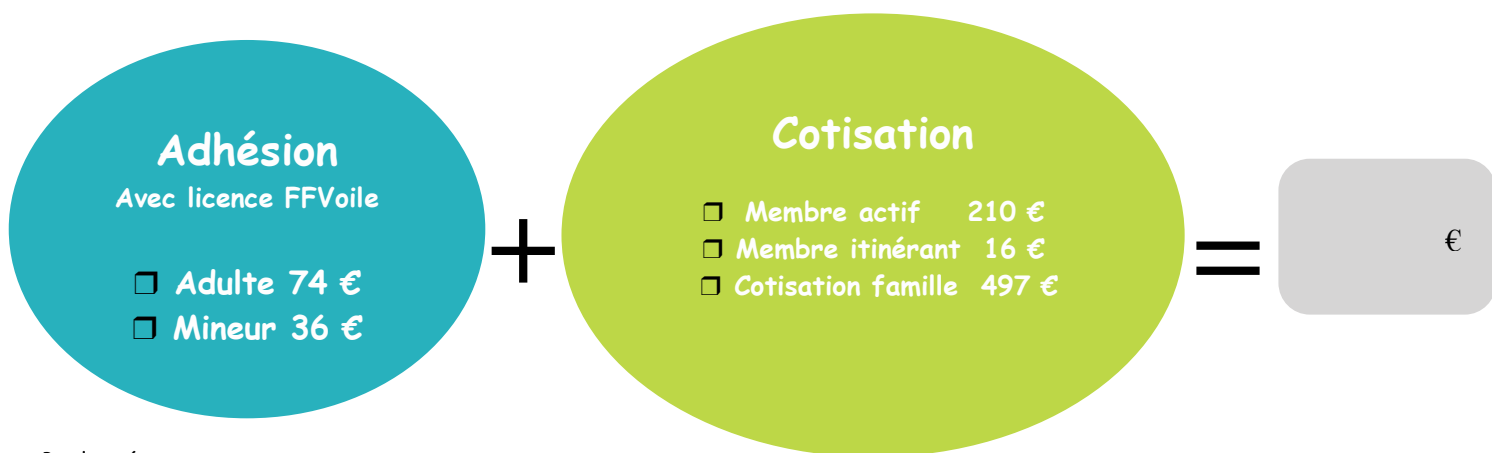 Adhésion
Avec licence FFVoile
❒ Adulte 74 €
❒ Mineur 36 €
+
Cotisation
❒ Membre actif 210 €
❒ Membre itinérant 16 €
❒ Cotisation famille 497 €
=
€